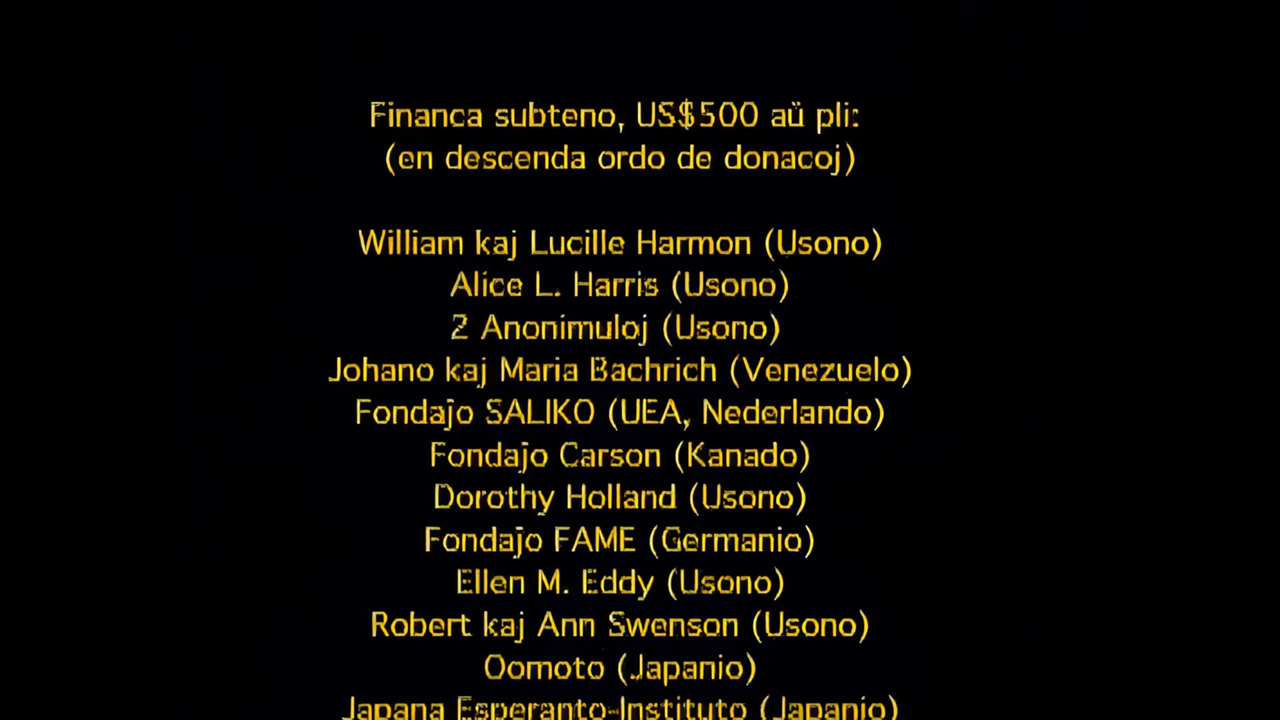 Financa subteno, US$500 aŭ pli:
(en descenda ordo de donacoj)
William kaj Lucille Harmon (Usono)
Alice L. Harris (Usono)
2 Anonimuloj (Usono)
Johano kaj Maria Bachrich (Venezuelo)
Fondaĵo SALIKO (UEA, Nederlando)
Fondaĵo Carson (Kanado)
Dorothy Holland (Usono)
Fondaĵo FAME (Germanio)
Ellen M. Eddy (Usono)
Robert kaj Ann Swenson (Usono)
Oomoto (Japanio)
Japana Esperanto-Instituto (Japanio)